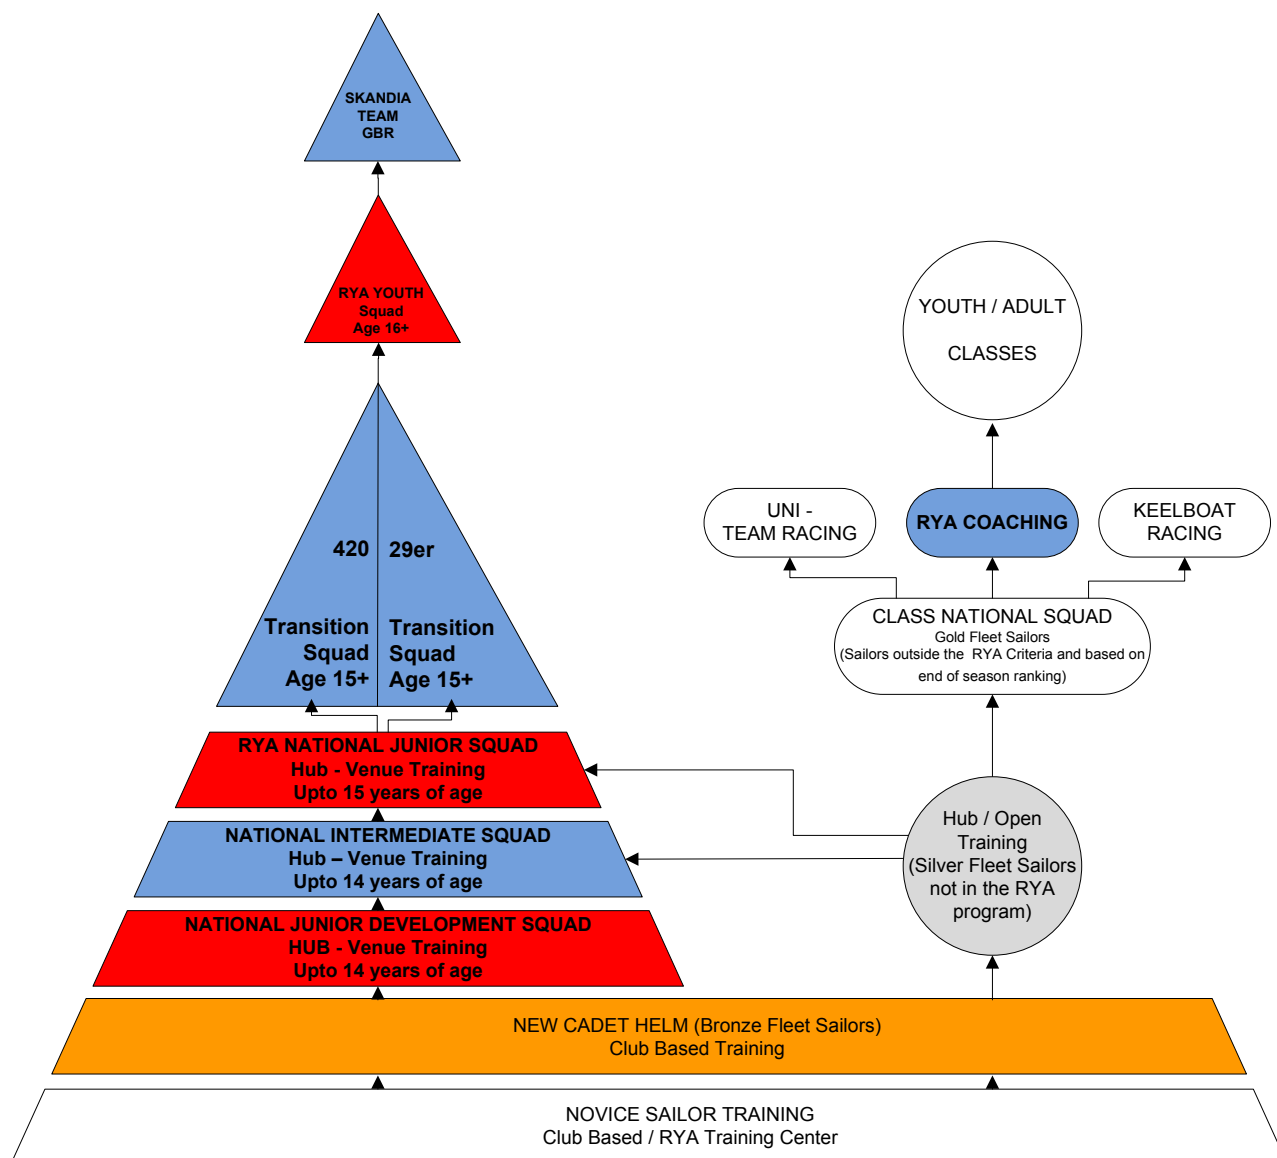 SKANDIA
TEAM
GBR
RYA YOUTH
Squad
Age 16+
YOUTH / ADULT
CLASSES
420
29er
Transition
Squad
Age 15+
Transition
Squad
Age 15+
UNI -
TEAM RACING
RYA COACHING
KEELBOAT
RACING
CLASS NATIONAL SQUAD
Gold Fleet Sailors
(Sailors outside the RYA Criteria and based on
end of season ranking)
RYA NATIONAL JUNIOR SQUAD
Hub - Venue Training
Upto 15 years of age
NATIONAL INTERMEDIATE SQUAD
Hub – Venue Training
Upto 14 years of age
Hub / Open
Training
(Silver Fleet Sailors
not in the RYA
program)
NATIONAL JUNIOR DEVELOPMENT SQUAD
HUB - Venue Training
Upto 14 years of age
NEW CADET HELM (Bronze Fleet Sailors)
Club Based Training
NOVICE SAILOR TRAINING
Club Based / RYA Training Center